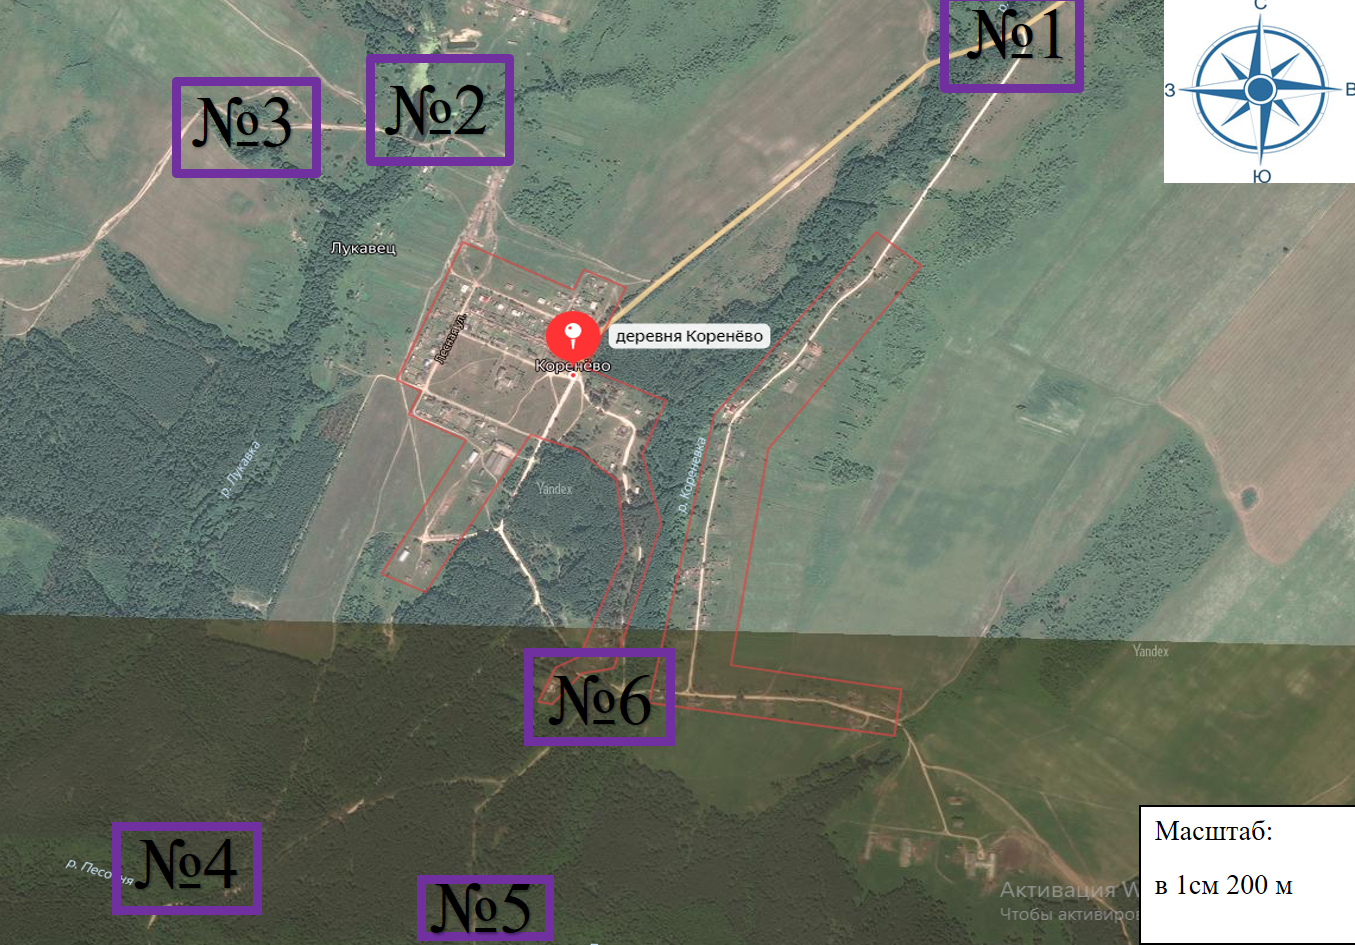 №1
С
З
В
Ю
№2
№3
Лукавец
Лесная ул.
деревня Коренёво
Коренёво
р. Лукавка
р. Коренёвка
Yandex
Yandex
№6
№4
р. Песочня
№5
Масштаб:
в 1см 200 м
Активация W
Чтобы активиров